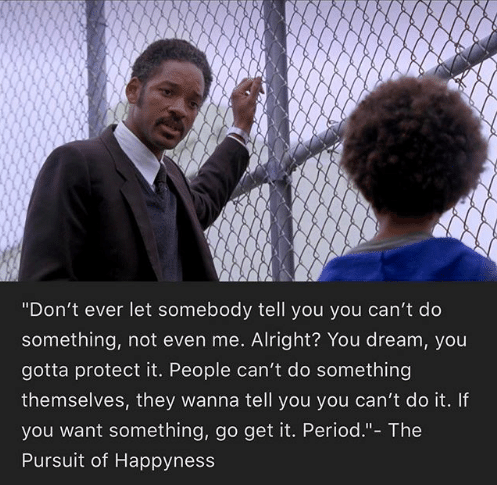 "Don't ever let somebody tell you you can't do
something, not even me. Alright? You dream, you
gotta protect it. People can't do something
themselves, they wanna tell you you can't do it. If
you want something, go get it. Period."- The
Pursuit of Happyness